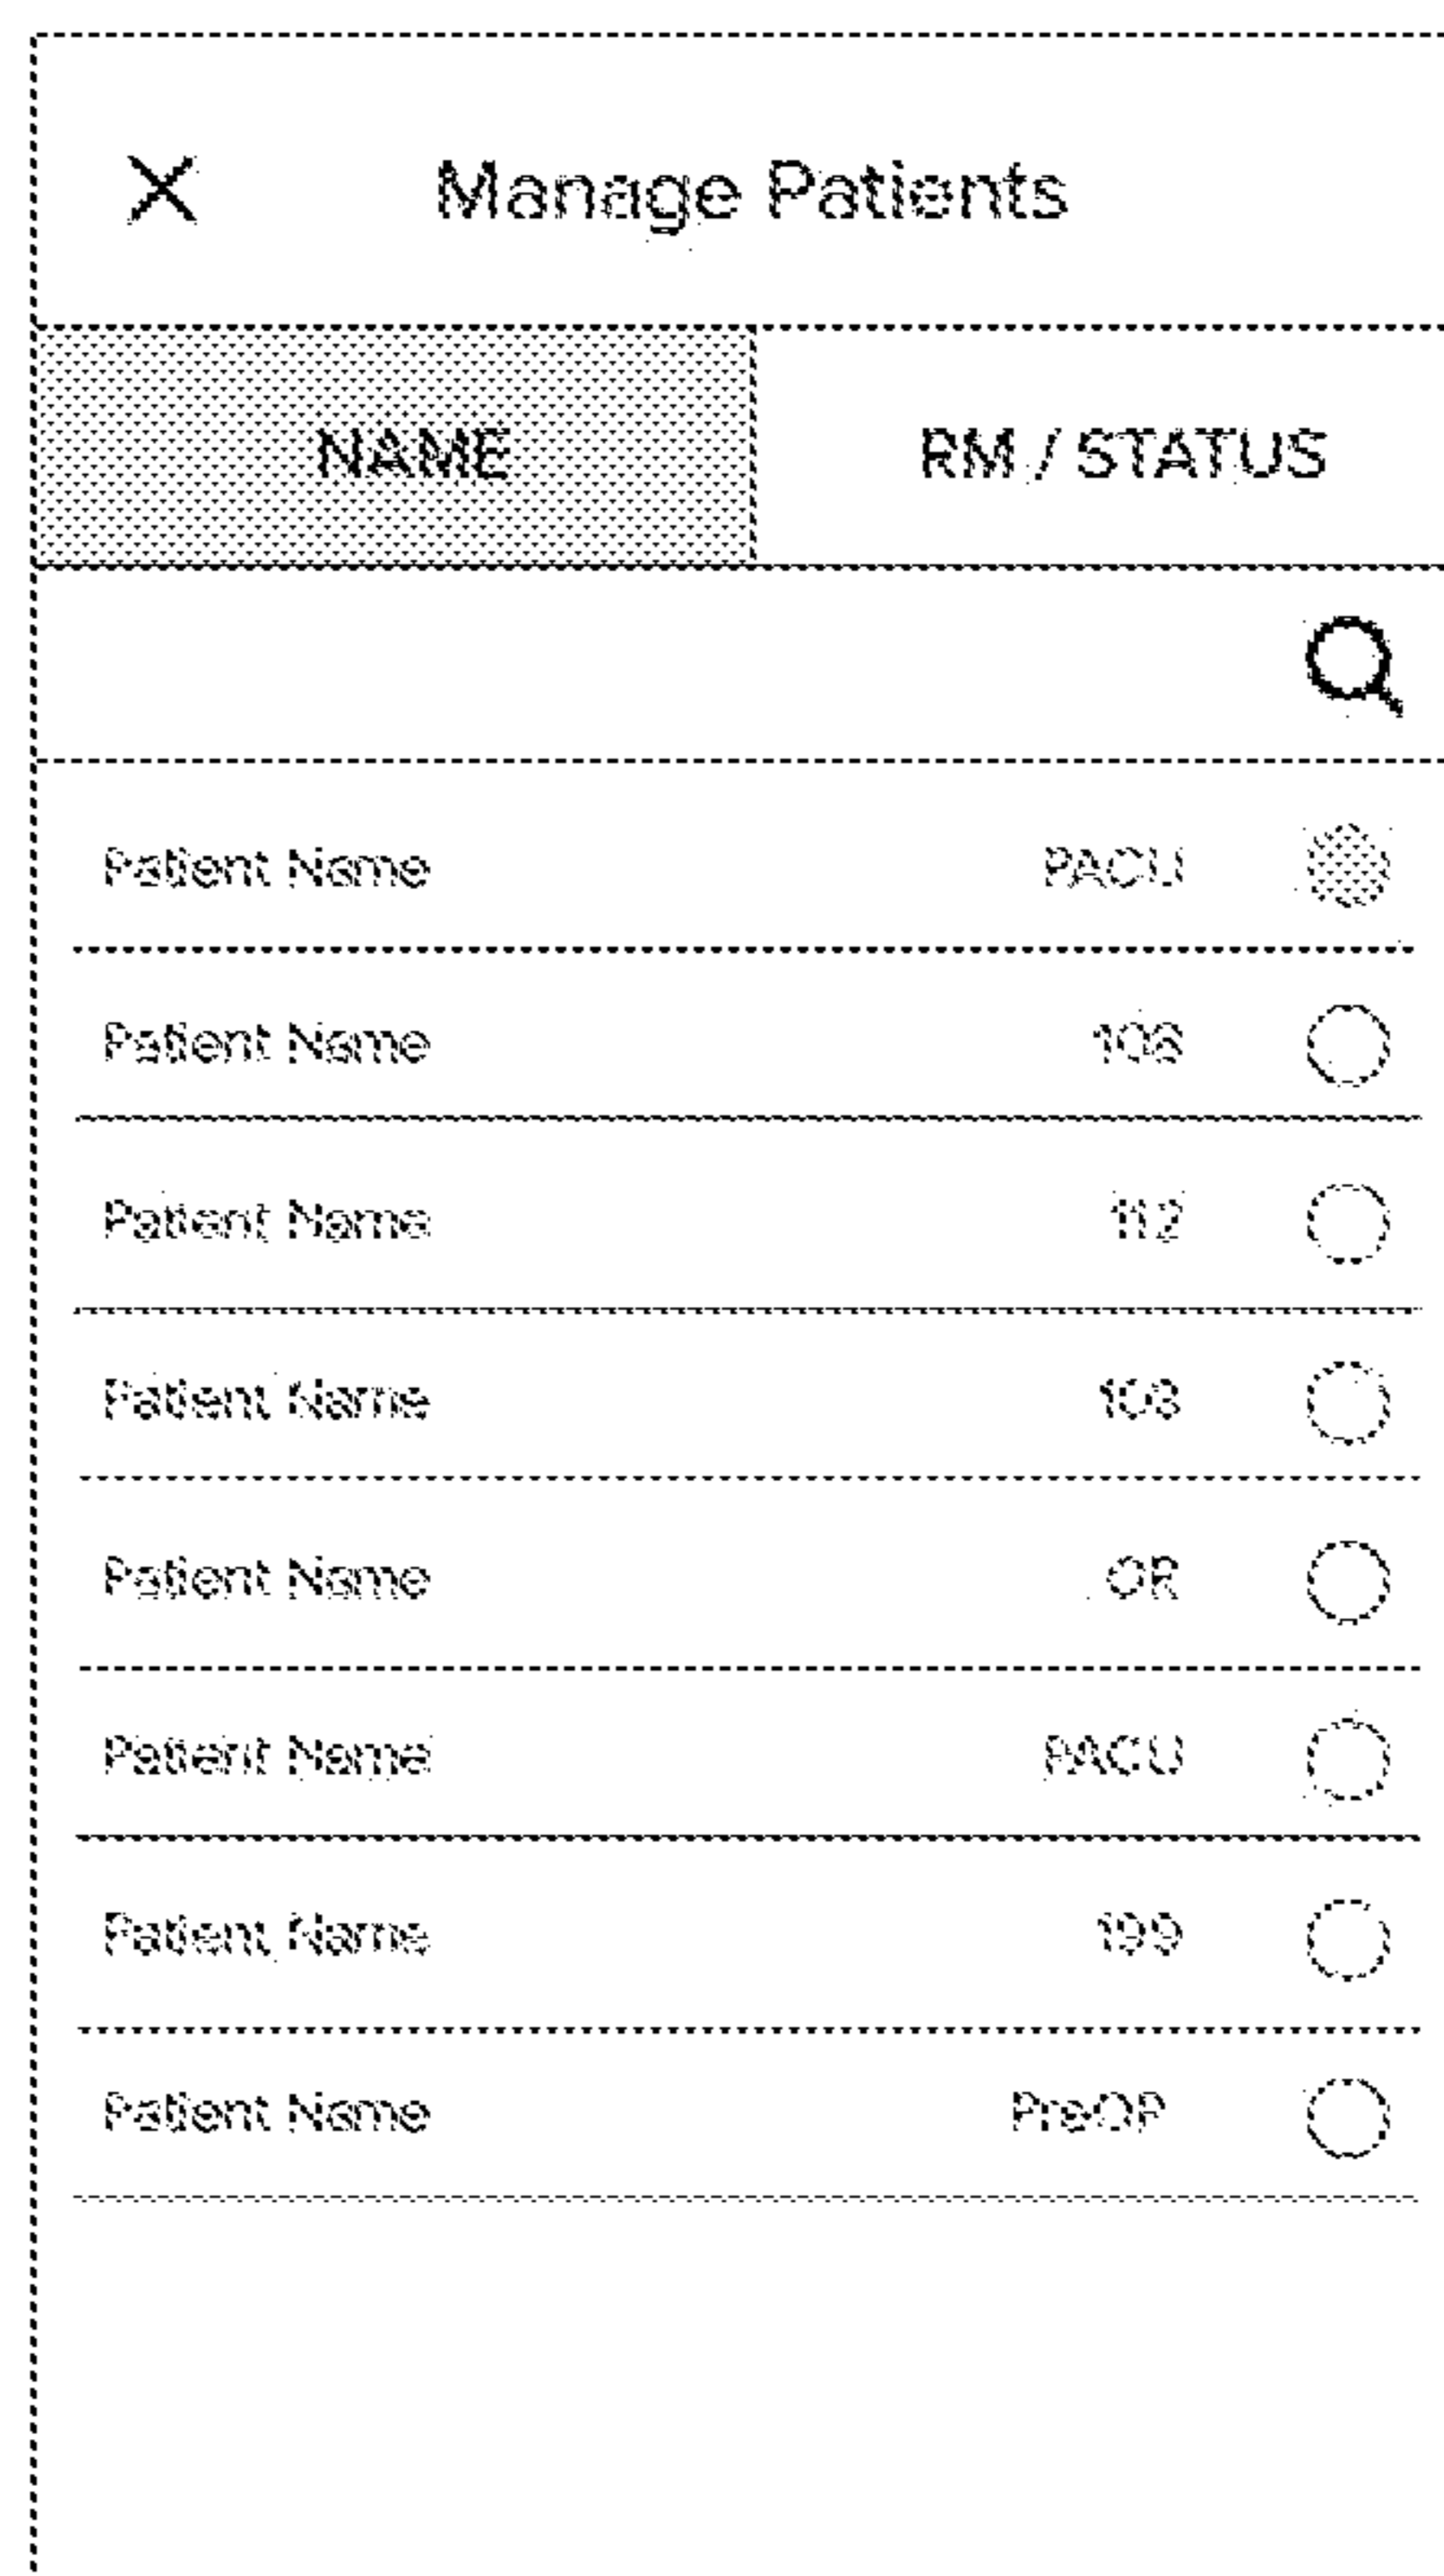 Manage Patients
NAME RM / STATUS
Patient Name PACU
Patient Name
Patient Name 112
Patient Name 108
Patient Name OR
Patient Name PACU
Patient Name 199
Patient Name PreOP